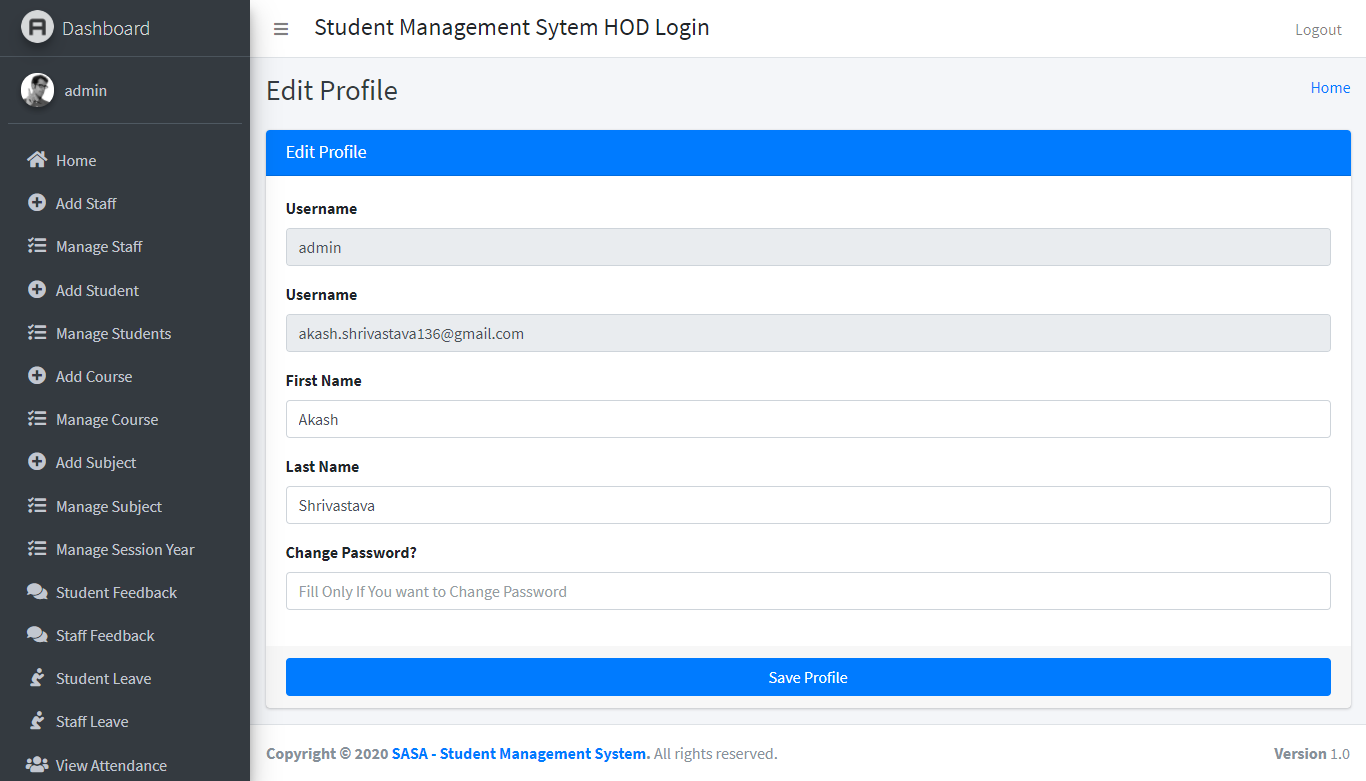 Dashboard
admin
Home
Add Staff
Manage Staff
Add Student
Manage Students
Add Course
Manage Course
Add Subject
Manage Subject
Manage Session Year
Student Feedback
Staff Feedback
Student Leave
Staff Leave
View Attendance
Student Management Sytem HOD Login
Logout
Edit Profile
Home
Edit Profile
Username
admin
Username
akash.shrivastava136@gmail.com
First Name
Akash
Last Name
Shrivastava
Change Password?
Fill Only If You want to Change Password
Save Profile
Copyright © 2020 SASA - Student Management System. All rights reserved.
Version 1.0